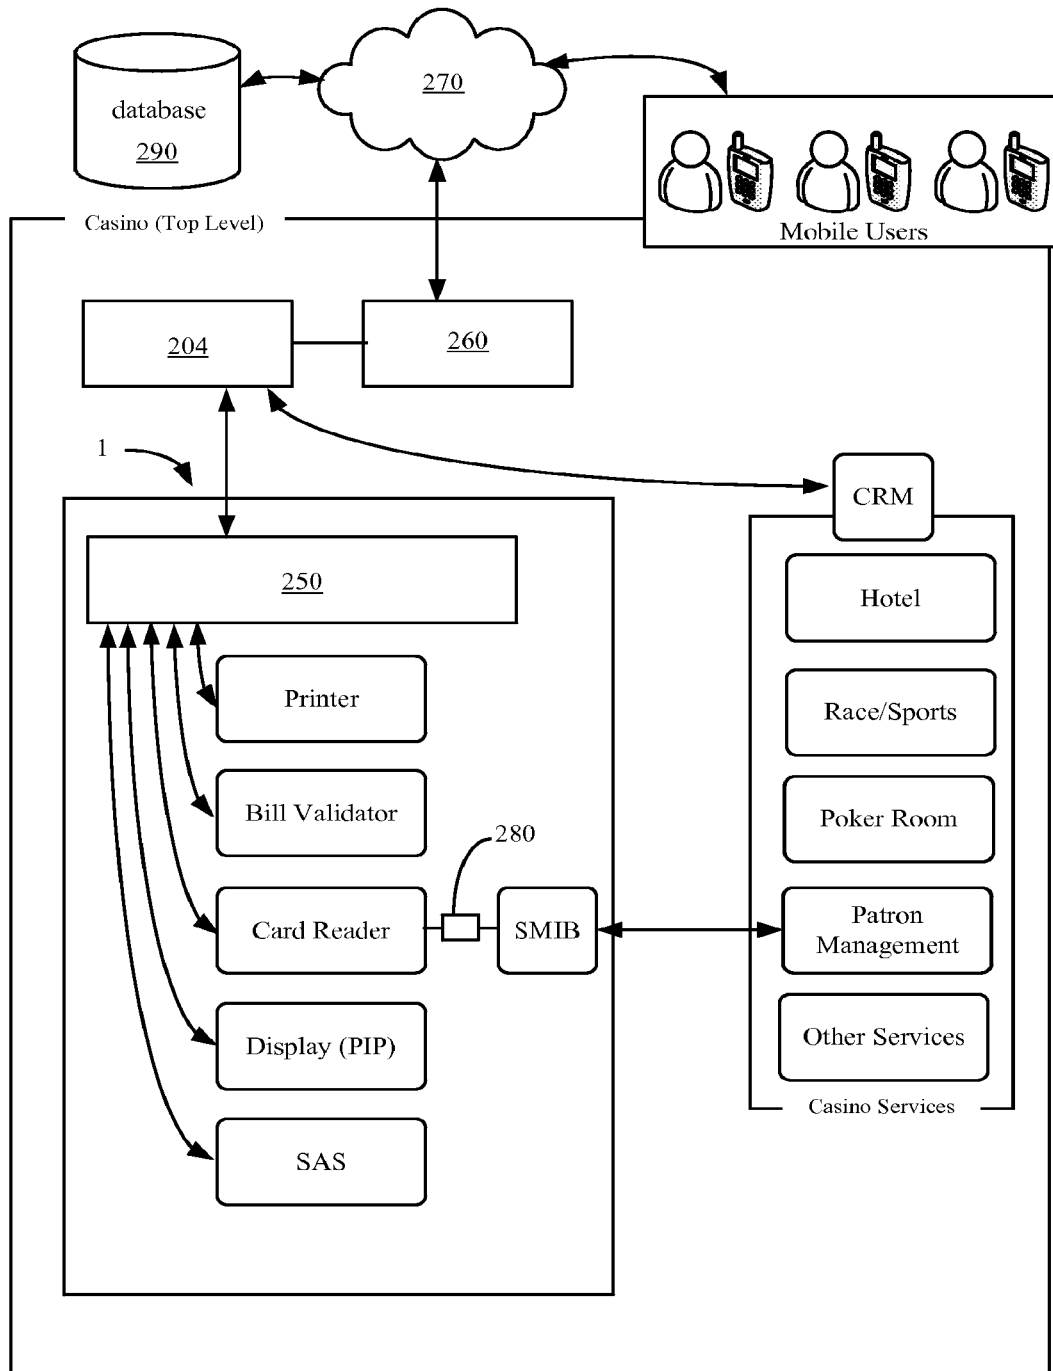 270
database
290
Casino (Top Level)
Mobile Users
204
260
1
CRM
250
Hotel
Printer
Race/Sports
Bill Validator
Poker Room
280
Card Reader
SMIB
Patron
Management
Display (PIP)
Other Services
Casino Services
SAS